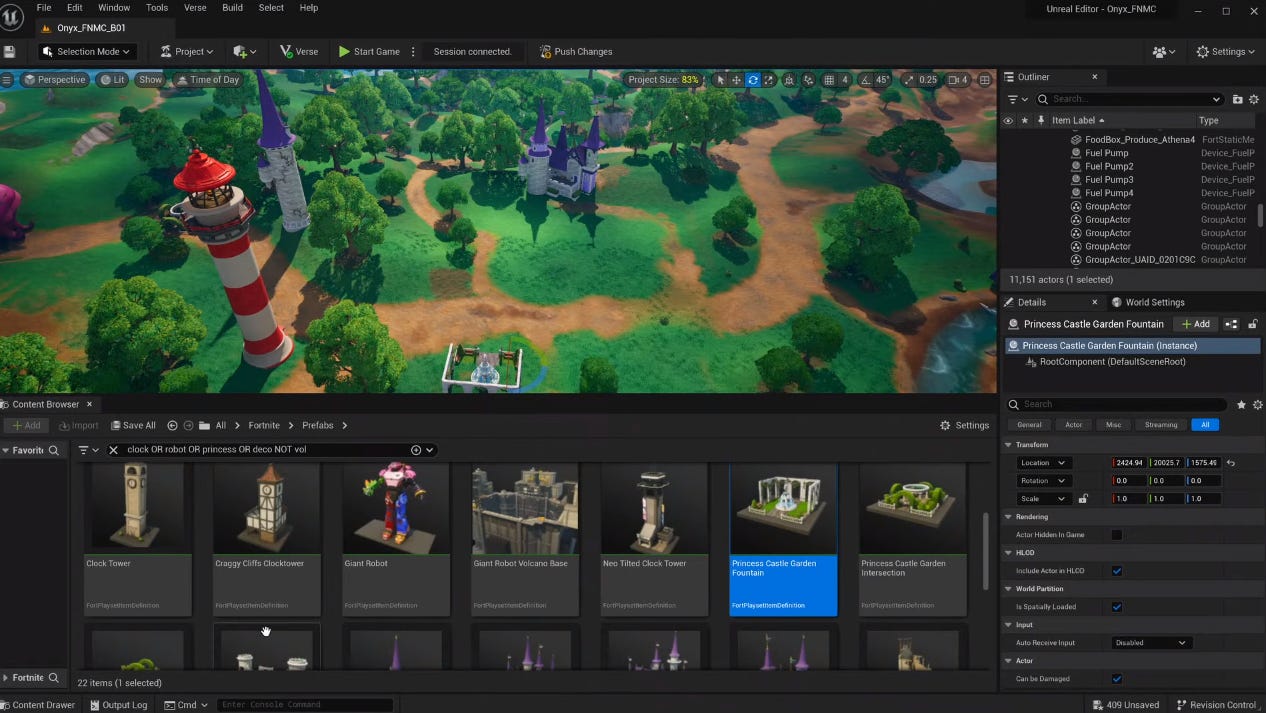 File Edit Window Tools Verse Build Select Help
Unreal Editor - Onyx_FNMC
Onyx_FNMC_B01
Selection Mode Project Verse Start Game Session connected. Push Changes Settings
Perspective Lit Show Time of Day Project Size: 83% 4 45° 0.25 4
Outliner
Search...
Item Label Type
FoodBox_Produce_Athena4 FortStaticMe
Fuel Pump Device_FuelP
Fuel Pump2 Device_FuelP
Fuel Pump3 Device_FuelP
Fuel Pump4 Device_FuelP
GroupActor GroupActor
GroupActor GroupActor
GroupActor GroupActor
GroupActor GroupActor
GroupActor_UAID_0201C9C GroupActor
11,151 actors (1 selected)
Details World Settings
Princess Castle Garden Fountain Add
Princess Castle Garden Fountain (Instance)
RootComponent (DefaultSceneRoot)
Search
General Actor Misc Streaming All
Transform
Location 2424.94 20025.7 1575.49
Rotation 0.0 0.0 0.0
Scale 1.0 1.0 1.0
Rendering
Actor Hidden In Game
HLOD
Include Actor in HLOD
World Partition
Is Spatially Loaded
Input
Auto Receive Input Disabled
Actor
Can be Damaged
Content Browser
Add Import Save All All Fortnite Prefabs Settings
Favorite
clock OR robot OR princess OR deco NOT vol
Clock Tower
FortPlaysetItemDefinition
Craggy Cliffs Clocktower
FortPlaysetItemDefinition
Giant Robot
FortPlaysetItemDefinition
Giant Robot Volcano Base
FortPlaysetItemDefinition
Neo Tilted Clock Tower
FortPlaysetItemDefinition
Princess Castle Garden
Fountain
FortPlaysetItemDefinition
Princess Castle Garden
Intersection
FortPlaysetItemDefinition
Fortnite
22 items (1 selected)
Content Drawer Output Log Cmd Enter Console Command 409 Unsaved Revision Control